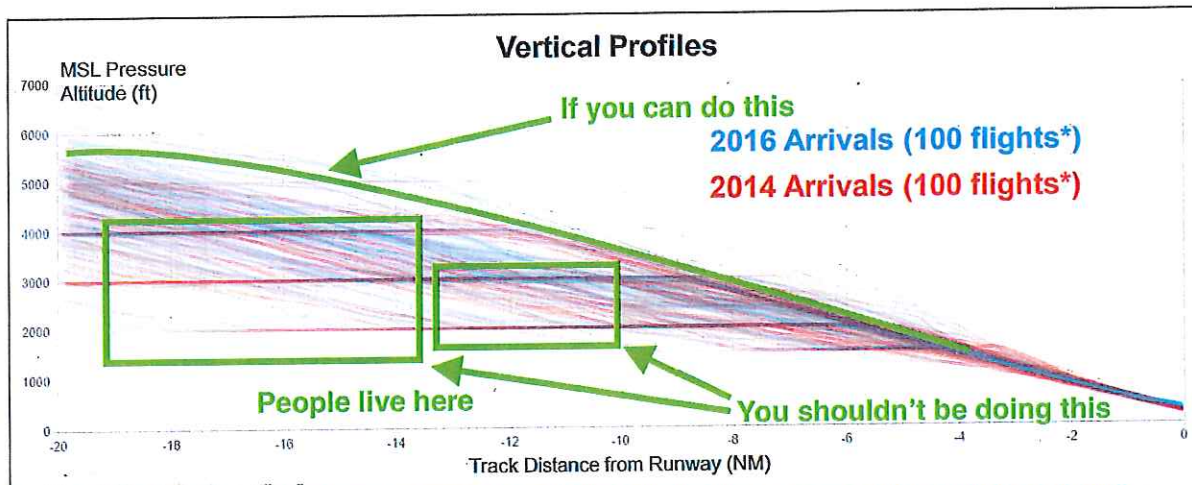 Vertical Profiles
MSL Pressure
Altitude (ft)
7000
6000
5000
4000
3000
2000
1000
0
If you can do this
2016 Arrivals (100 flights*)
2014 Arrivals (100 flights*)
People live here
You shouldn't be doing this
-20
-18
-16
-14
-12
-10
-8
-6
-4
-2
0
Track Distance from Runway (NM)